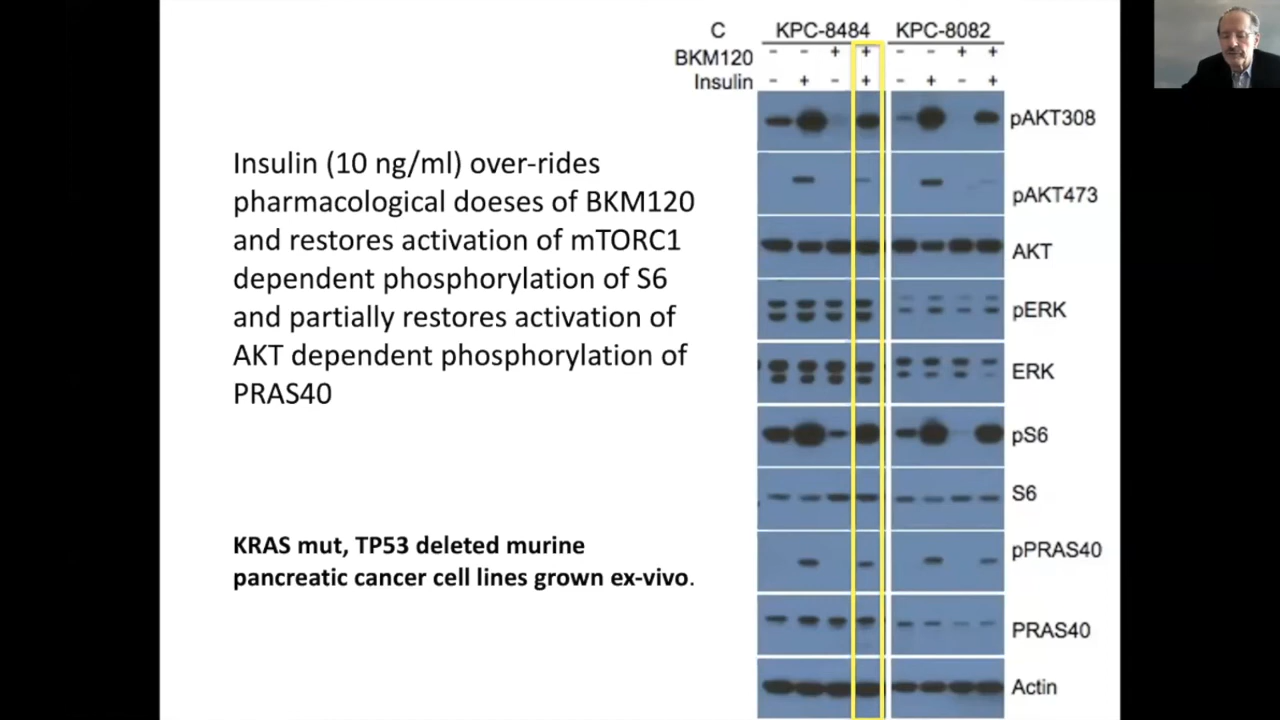 C KPC-8484 KPC-8082
BKM120 - - + + - - + +
Insulin - + - + - + - +
pAKT308
pAKT473
AKT
pERK
ERK
pS6
S6
pPRAS40
PRAS40
Actin
Insulin (10 ng/ml) over-rides
pharmacological doeses of BKM120
and restores activation of mTORC1
dependent phosphorylation of S6
and partially restores activation of
AKT dependent phosphorylation of
PRAS40
KRAS mut, TP53 deleted murine
pancreatic cancer cell lines grown ex-vivo.